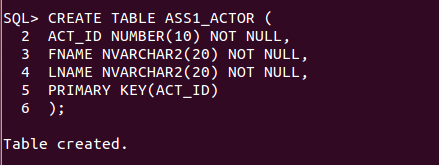 SQL> CREATE TABLE ASS1_ACTOR (
2 ACT_ID NUMBER(10) NOT NULL,
3 FNAME NVARCHAR2(20) NOT NULL,
4 LNAME NVARCHAR2(20) NOT NULL,
5 PRIMARY KEY(ACT_ID)
6 );
Table created.